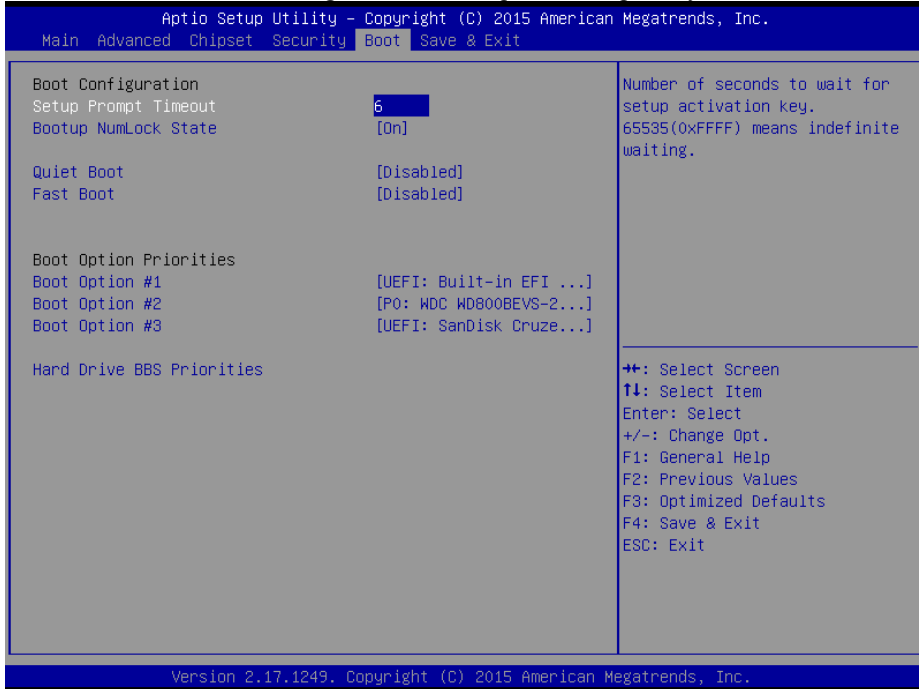 Aptio Setup Utility – Copyright (C) 2015 American Megatrends, Inc.
Main Advanced Chipset Security Boot Save & Exit
Boot Configuration
Setup Prompt Timeout 6
Bootup NumLock State [On]
Quiet Boot [Disabled]
Fast Boot [Disabled]
Boot Option Priorities
Boot Option #1 [UEFI: Built-in EFI ...]
Boot Option #2 [P0: WDC WD800BEVS-2...]
Boot Option #3 [UEFI: SanDisk Cruze...]
Hard Drive BBS Priorities
Number of seconds to wait for
setup activation key.
65535(0xFFFF) means indefinite
waiting.
→←: Select Screen
↑↓: Select Item
Enter: Select
+/-: Change Opt.
F1: General Help
F2: Previous Values
F3: Optimized Defaults
F4: Save & Exit
ESC: Exit
Version 2.17.1249. Copyright (C) 2015 American Megatrends, Inc.